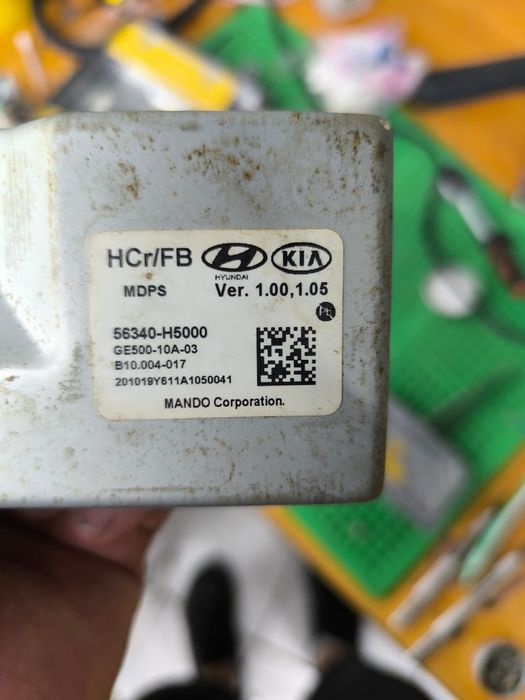 HCr/FB HYUNDAI KIA
MDPS Ver. 1.00,1.05
Pb
56340-H5000
GE500-10A-03
B10.004-017
201019Y611A1050041
MANDO Corporation.